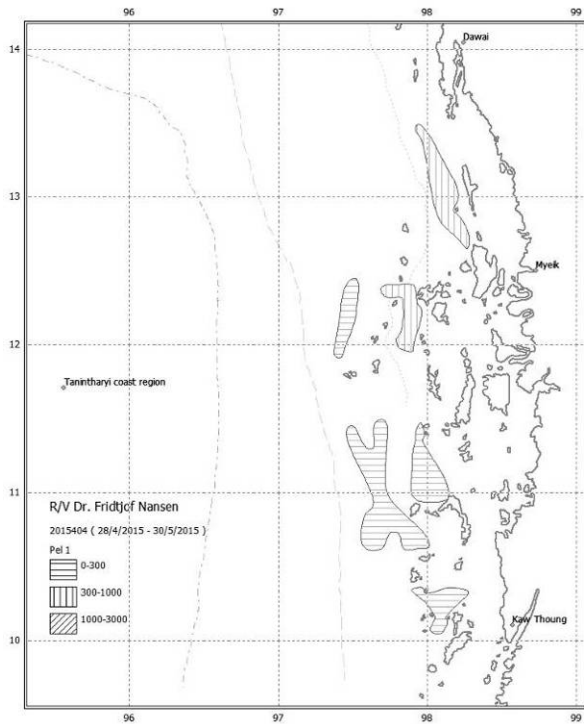 95 96 97 98 99
14
Dawai
13
Myeik
12
Tanintharyi coast region
11
R/V Dr. Fridtjof Nansen
2015404 ( 28/4/2015 - 30/5/2015 )
Pel 1
0-300
300-1000
1000-3000
Kaw Thoung
10
96 97 98 99